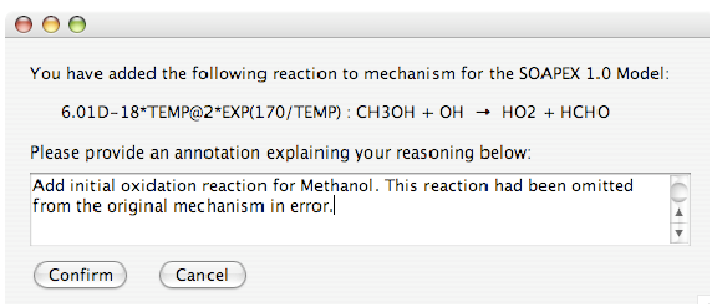 You have added the following reaction to mechanism for the SOAPEX 1.0 Model:
6.01D-18*TEMP@2*EXP(170/TEMP) : CH3OH + OH → HO2 + HCHO
Please provide an annotation explaining your reasoning below:
Add initial oxidation reaction for Methanol. This reaction had been omitted
from the original mechanism in error.
Confirm Cancel